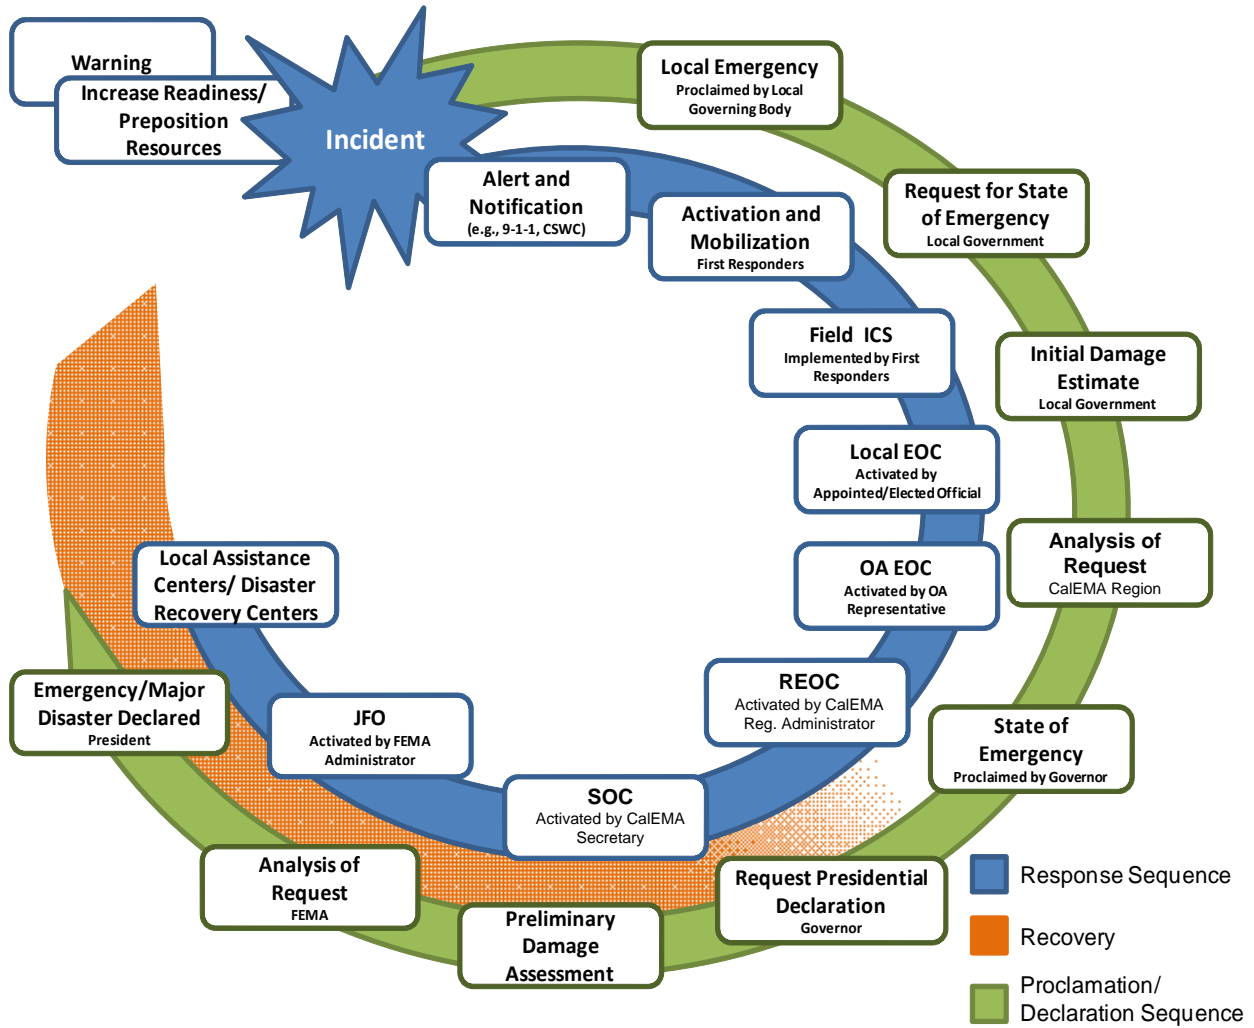 Warning
Increase Readiness/
Preposition
Resources
Incident
Local Emergency
Proclaimed by Local
Governing Body
Alert and
Notification
(e.g., 9-1-1, CSWC)
Activation and
Mobilization
First Responders
Request for State
of Emergency
Local Government
Field ICS
Implemented by First
Responders
Initial Damage
Estimate
Local Government
Local EOC
Activated by
Appointed/Elected Official
Analysis of
Request
CalEMA Region
OA EOC
Activated by OA
Representative
Local Assistance
Centers/ Disaster
Recovery Centers
REOC
Activated by CalEMA
Reg. Administrator
State of
Emergency
Proclaimed by Governor
Emergency/Major
Disaster Declared
President
JFO
Activated by FEMA
Administrator
SOC
Activated by CalEMA
Secretary
Analysis of
Request
FEMA
Preliminary
Damage
Assessment
Request Presidential
Declaration
Governor
Response Sequence
Recovery
Proclamation/
Declaration Sequence